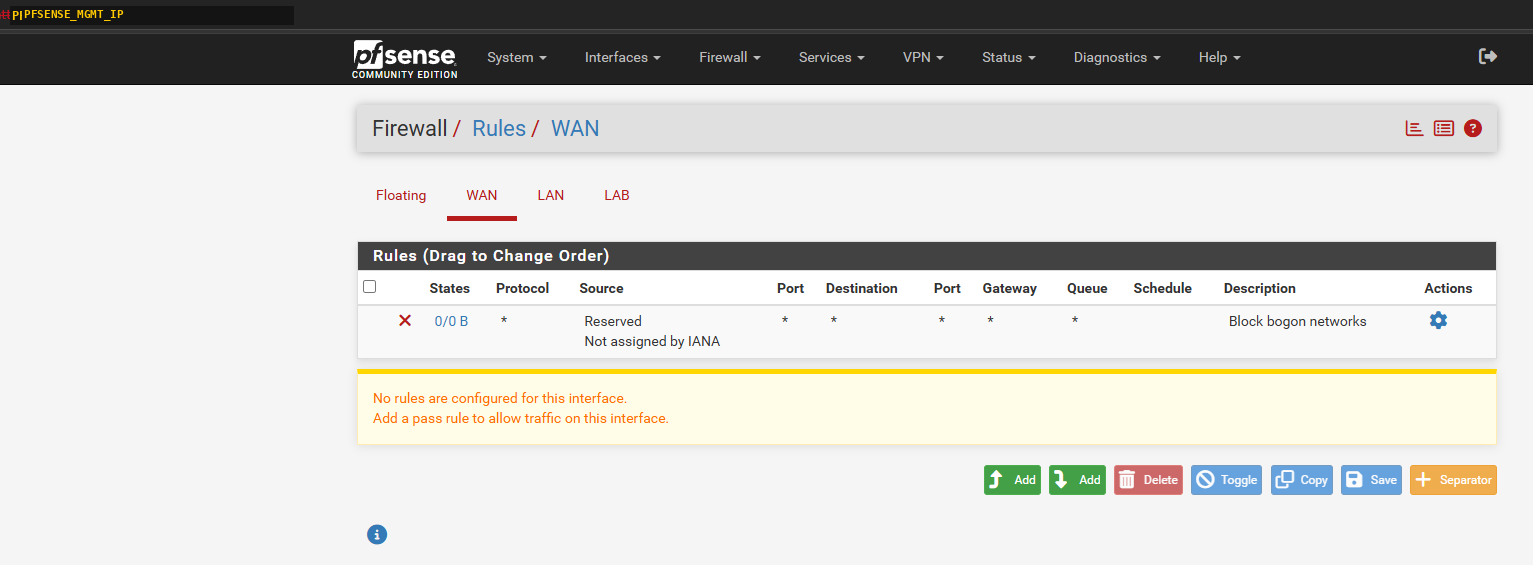 PFSENSE_MGMT_IP
pfsense
COMMUNITY EDITION
System Interfaces Firewall Services VPN Status Diagnostics Help
Firewall / Rules / WAN
Floating WAN LAN LAB
Rules (Drag to Change Order)
States Protocol Source Port Destination Port Gateway Queue Schedule Description Actions
0/0 B * Reserved * * * * * Block bogon networks
Not assigned by IANA
No rules are configured for this interface.
Add a pass rule to allow traffic on this interface.
Add Add Delete Toggle Copy Save Separator